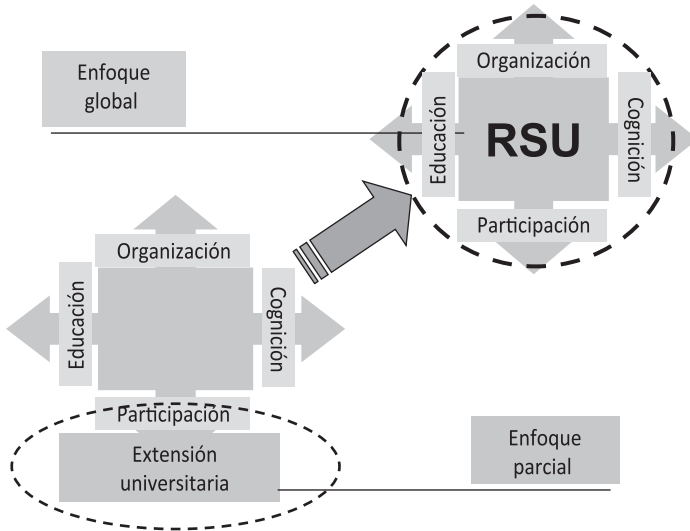 Enfoque
global
Organización
Educación
RSU
Cognición
Participación
Organización
Educación
Cognición
Participación
Extensión
universitaria
Enfoque
parcial